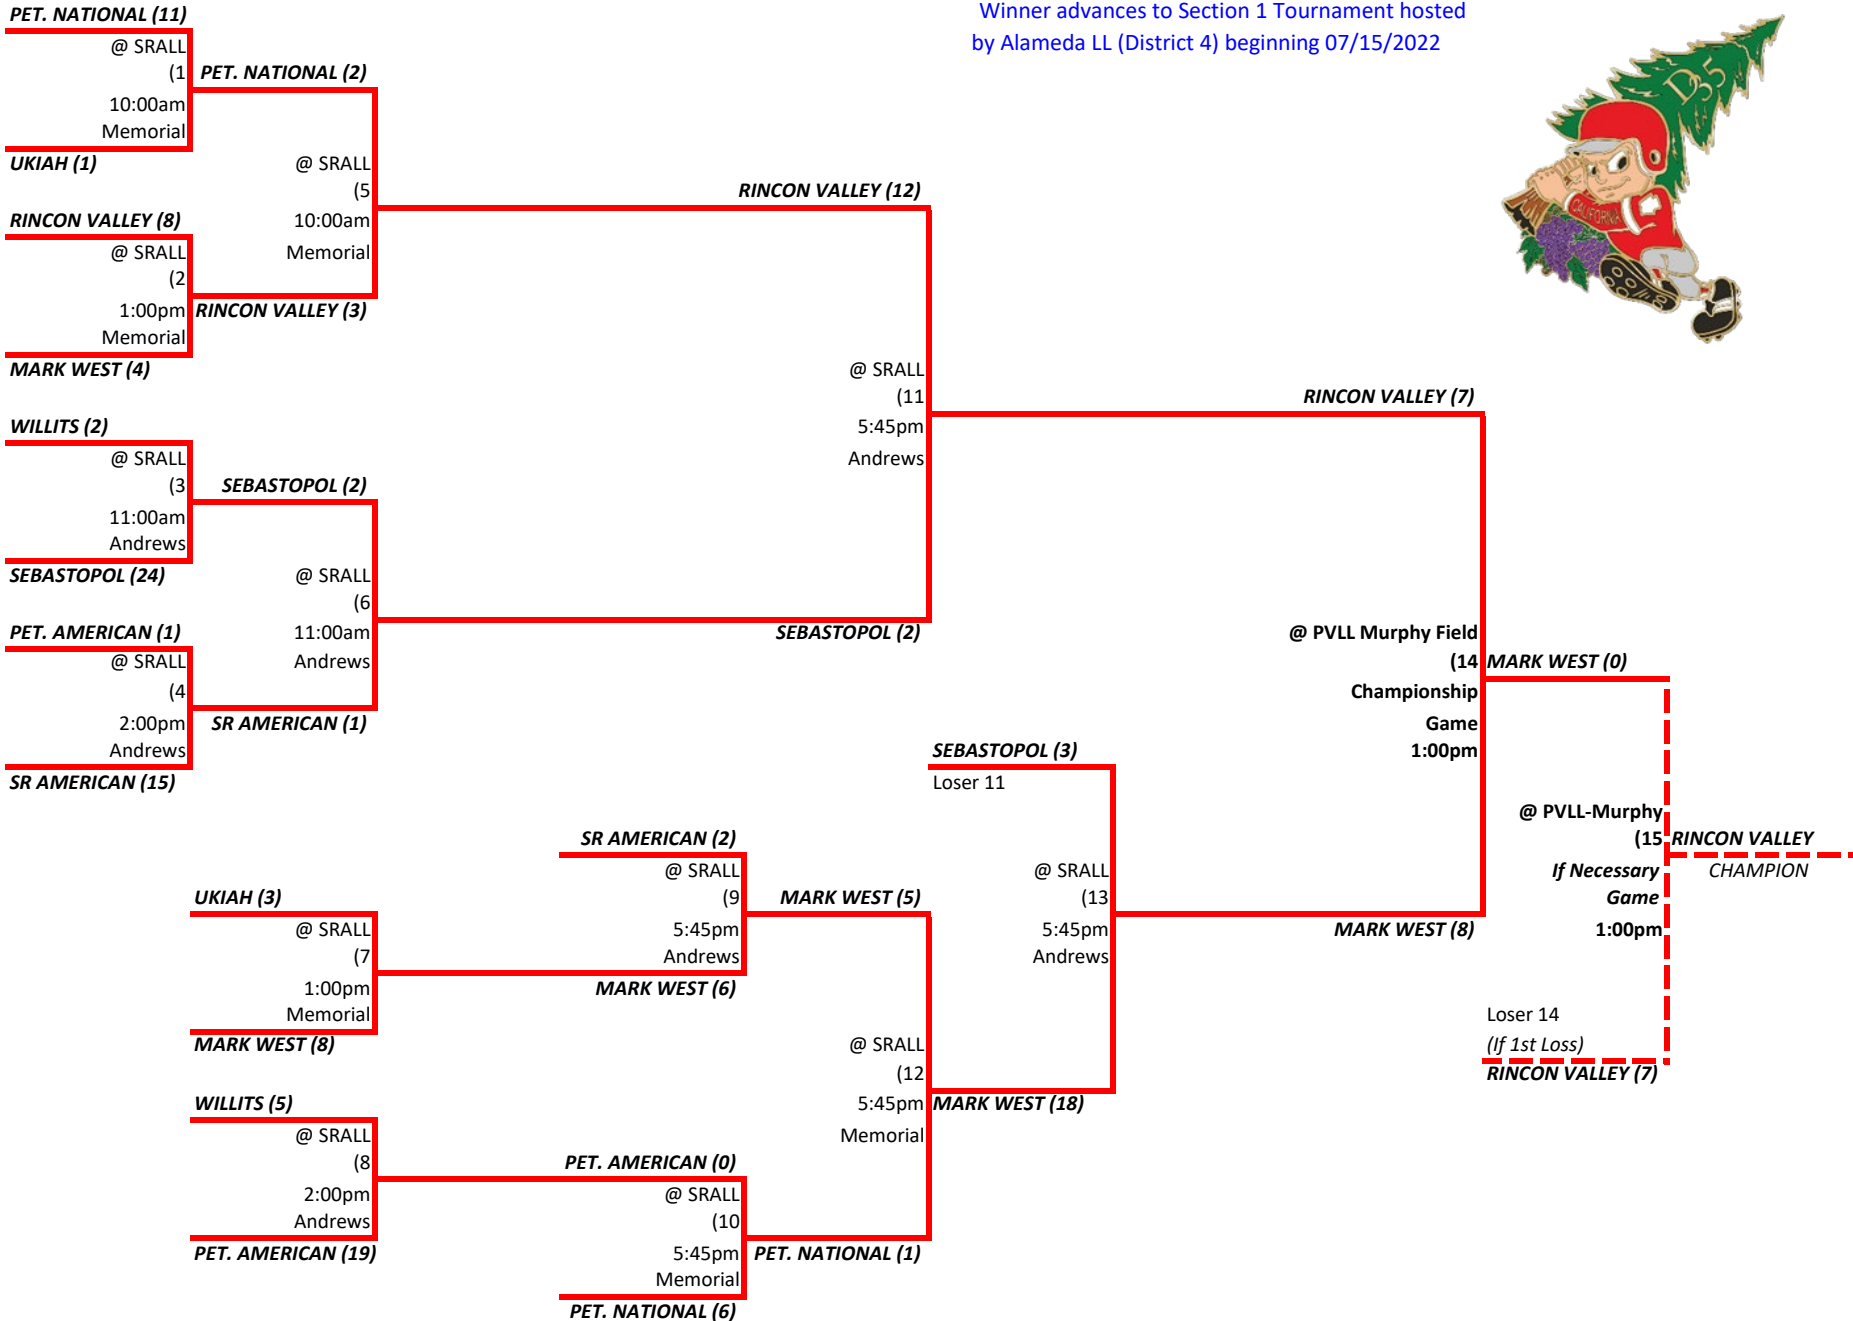 Winner advances to Section 1 Tournament hosted
by Alameda LL (District 4) beginning 07/15/2022
D35
CALIFORNIA
PET. NATIONAL (11)
@ SRALL
(1
10:00am
Memorial
UKIAH (1)
PET. NATIONAL (2)
RINCON VALLEY (8)
@ SRALL
(2
1:00pm
Memorial
MARK WEST (4)
RINCON VALLEY (3)
@ SRALL
(5
10:00am
Memorial
RINCON VALLEY (12)
WILLITS (2)
@ SRALL
(3
11:00am
Andrews
SEBASTOPOL (24)
SEBASTOPOL (2)
PET. AMERICAN (1)
@ SRALL
(4
2:00pm
Andrews
SR AMERICAN (15)
SR AMERICAN (1)
@ SRALL
(6
11:00am
Andrews
SEBASTOPOL (2)
@ SRALL
(11
5:45pm
Andrews
RINCON VALLEY (7)
UKIAH (3)
@ SRALL
(7
1:00pm
Memorial
MARK WEST (8)
SR AMERICAN (2)
@ SRALL
(9
5:45pm
Andrews
MARK WEST (6)
MARK WEST (5)
WILLITS (5)
@ SRALL
(8
2:00pm
Andrews
PET. AMERICAN (19)
PET. AMERICAN (0)
@ SRALL
(10
5:45pm
Memorial
PET. NATIONAL (6)
PET. NATIONAL (1)
@ SRALL
(12
5:45pm
Memorial
MARK WEST (18)
SEBASTOPOL (3)
Loser 11
@ SRALL
(13
5:45pm
Andrews
MARK WEST (8)
@ PVLL Murphy Field
(14
Championship
Game
1:00pm
MARK WEST (0)
@ PVLL-Murphy
(15
If Necessary
Game
1:00pm
Loser 14
(If 1st Loss)
RINCON VALLEY (7)
RINCON VALLEY
CHAMPION